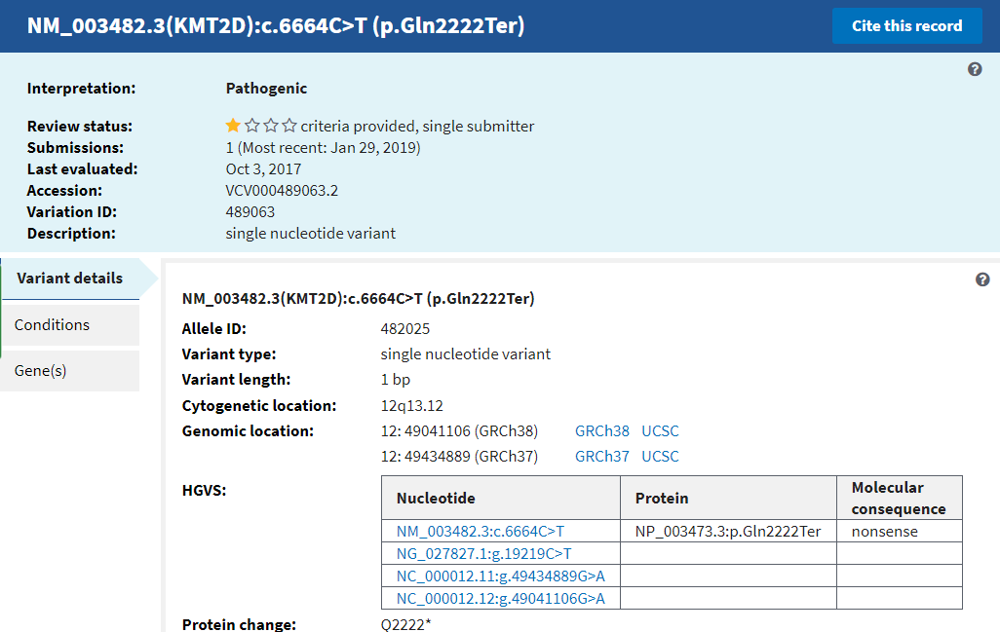 NM_003482.3(KMT2D):c.6664C>T (p.Gln2222Ter)
Cite this record
?
Interpretation: Pathogenic
Review status: criteria provided, single submitter
Submissions: 1 (Most recent: Jan 29, 2019)
Last evaluated: Oct 3, 2017
Accession: VCV000489063.2
Variation ID: 489063
Description: single nucleotide variant
Variant details
Conditions
Gene(s)
?
NM_003482.3(KMT2D):c.6664C>T (p.Gln2222Ter)
Allele ID: 482025
Variant type: single nucleotide variant
Variant length: 1 bp
Cytogenetic location: 12q13.12
Genomic location: 12: 49041106 (GRCh38) GRCh38 UCSC
12: 49434889 (GRCh37) GRCh37 UCSC
HGVS:
Nucleotide Protein Molecular consequence
NM_003482.3:c.6664C>T NP_003473.3:p.Gln2222Ter nonsense
NG_027827.1:g.19219C>T
NC_000012.11:g.49434889G>A
NC_000012.12:g.49041106G>A
Protein change: Q2222*